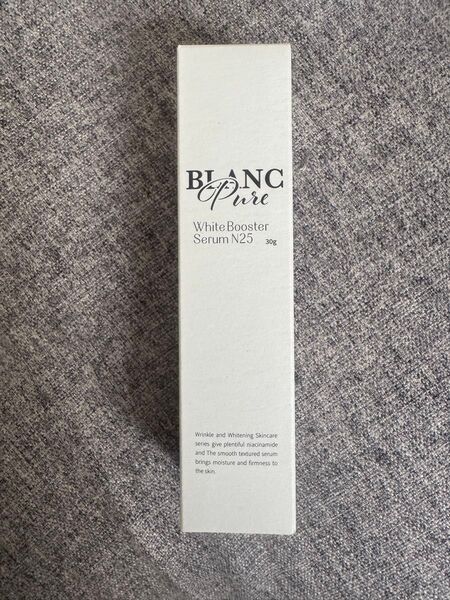 BLANC
Pure
White Booster
Serum N25 30g
Wrinkle and Whitening Skincare
series give plentiful niacinamide
and The smooth textured serum
brings moisture and firmness to
the skin.